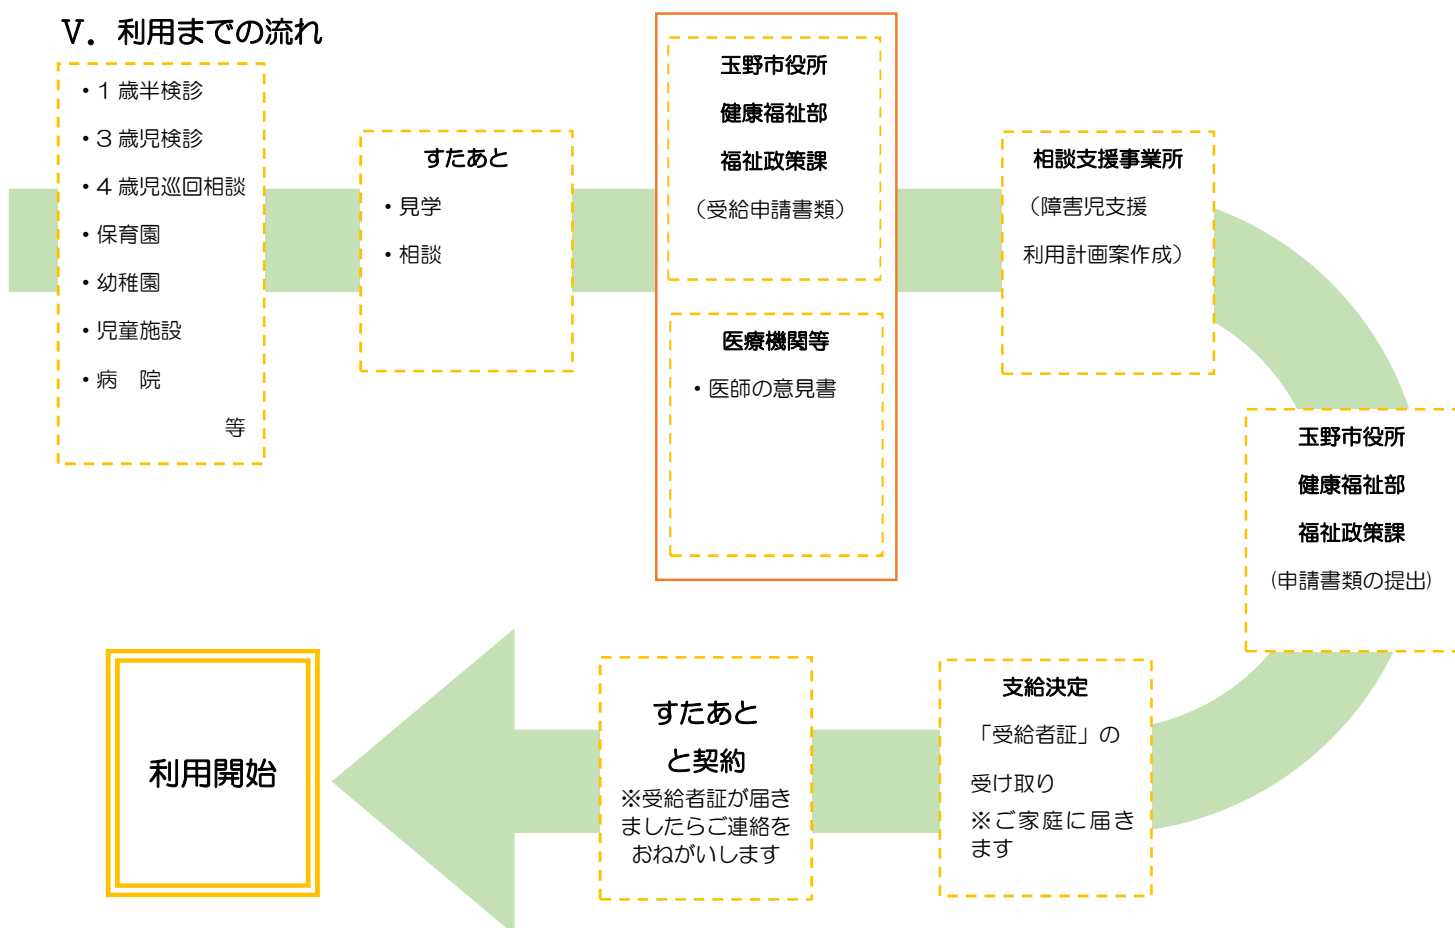 Ⅴ．利用までの流れ
・1 歳半検診
・3 歳児検診
・4 歳児巡回相談
・保育園
・幼稚園
・児童施設
・病　院
等
すたあと
・見学
・相談
玉野市役所
健康福祉部
福祉政策課
（受給申請書類）
医療機関等
・医師の意見書
相談支援事業所
（障害児支援
利用計画案作成）
玉野市役所
健康福祉部
福祉政策課
(申請書類の提出)
支給決定
「受給者証」の
受け取り
※ご家庭に届き
ます
すたあと
と契約
※受給者証が届き
ましたらご連絡を
おねがいします
利用開始